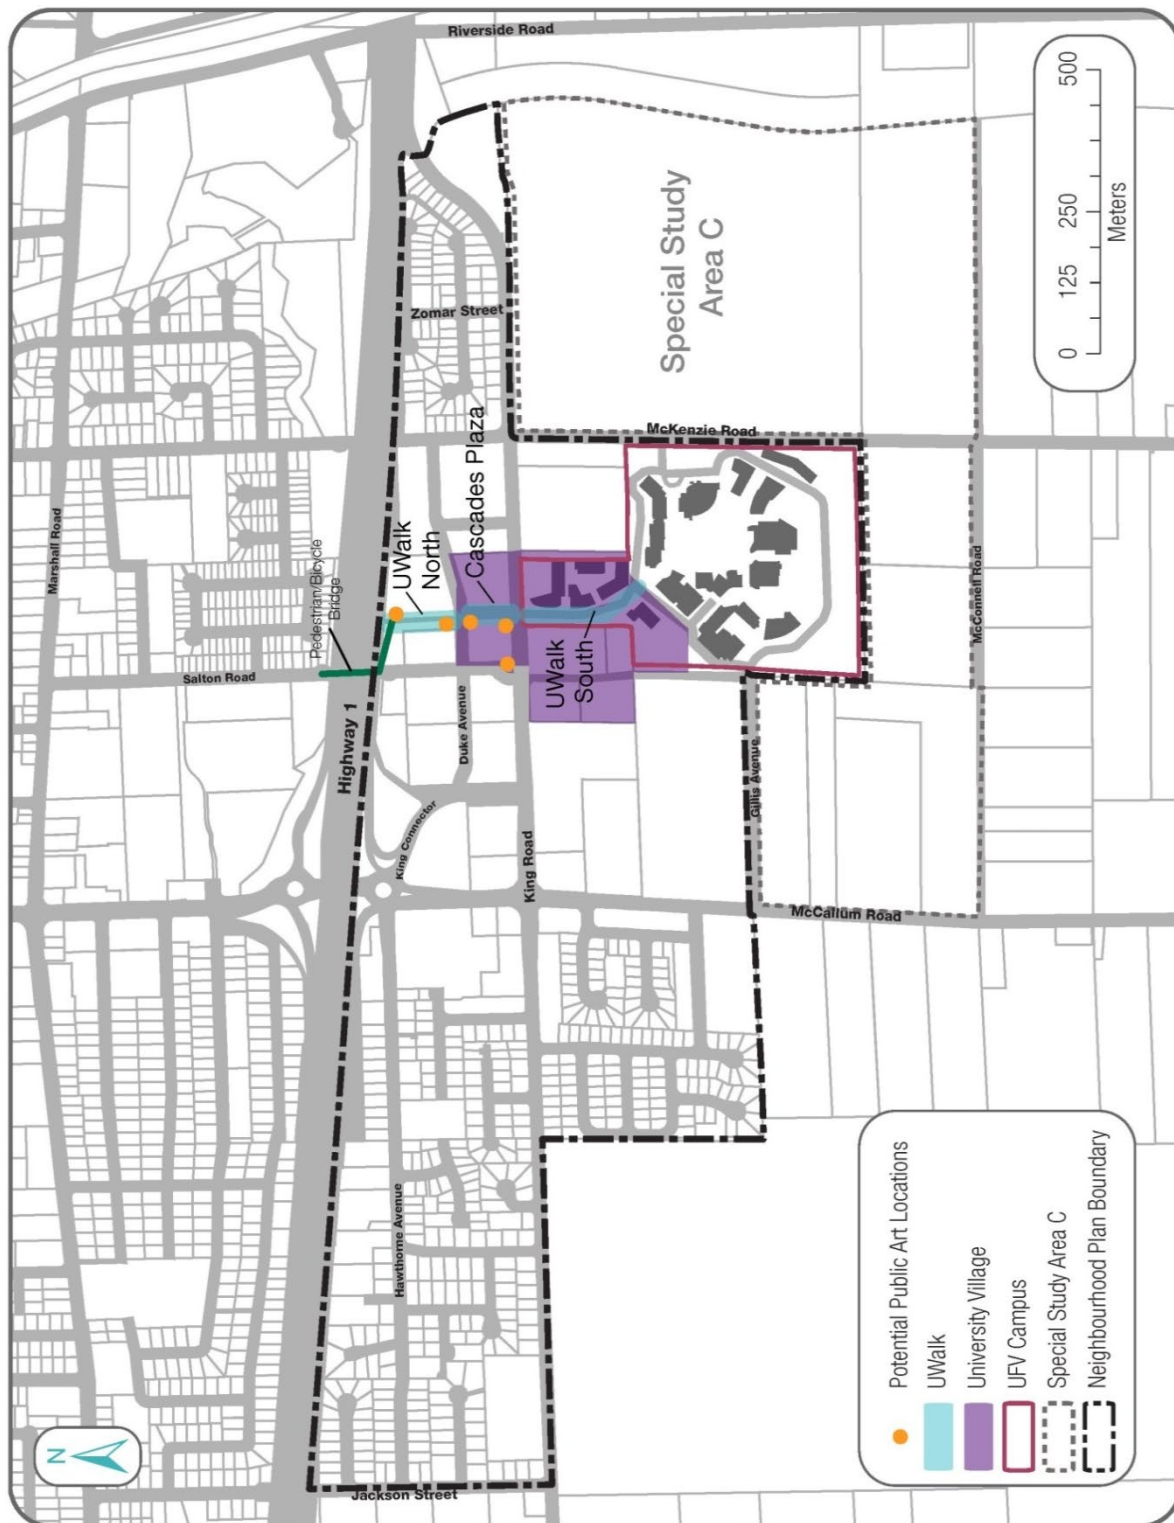 Riverside Road
Marshall Road
Zomar Street
Special Study
Area C
McKenzie Road
Cascades Plaza
UWalk
North
Pedestrian/Bicycle
Bridge
Salton Road
Highway 1
Duke Avenue
UWalk
South
McConnell Road
King Connector
King Road
Gillis Avenue
McCallum Road
Hawthorne Avenue
Jackson Street
N
0 125 250 500
Meters
Potential Public Art Locations
UWalk
University Village
UFV Campus
Special Study Area C
Neighbourhood Plan Boundary